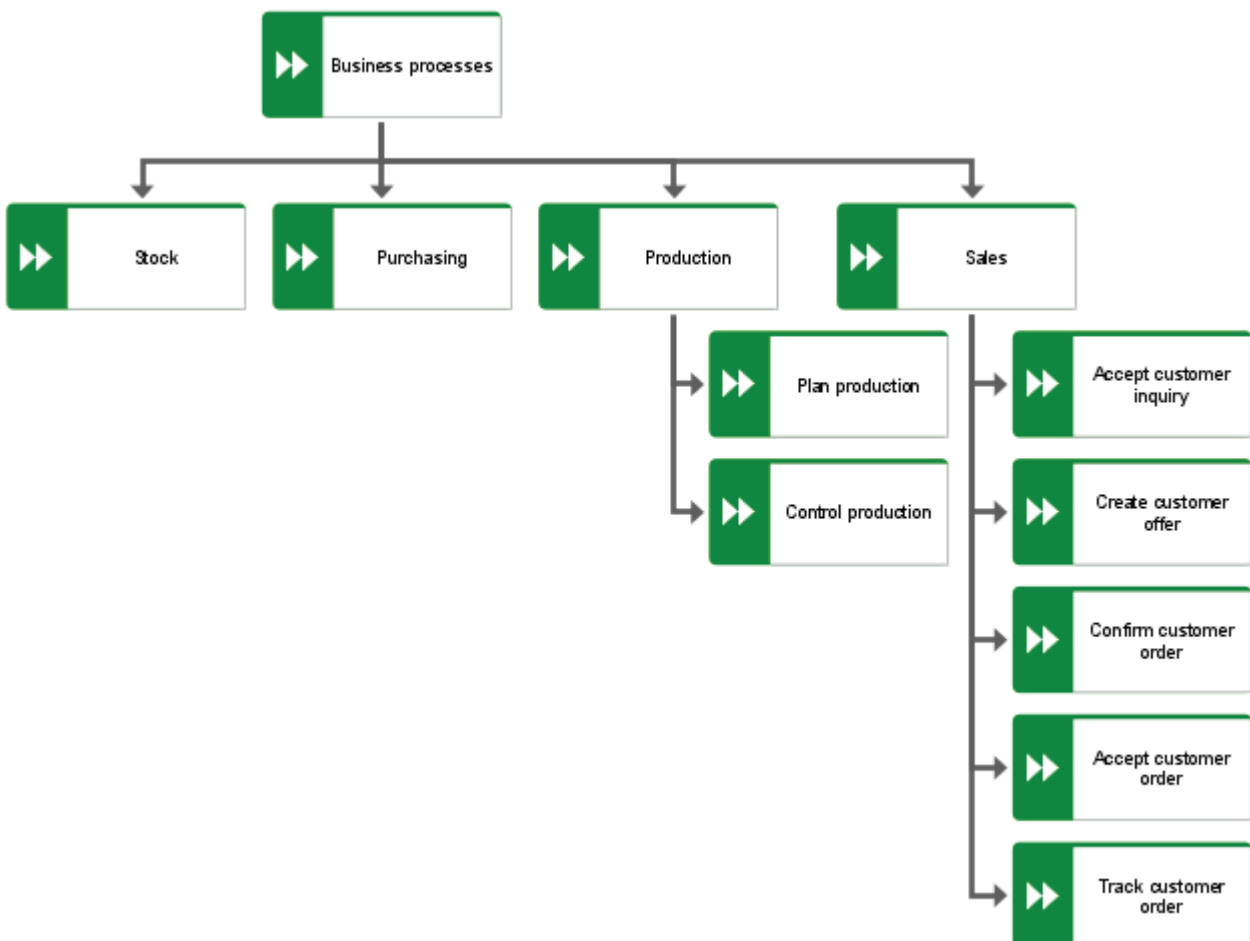 Business processes
Stock
Purchasing
Production
Sales
Plan production
Control production
Accept customer
inquiry
Create customer
offer
Confirm customer
order
Accept customer
order
Track customer
order